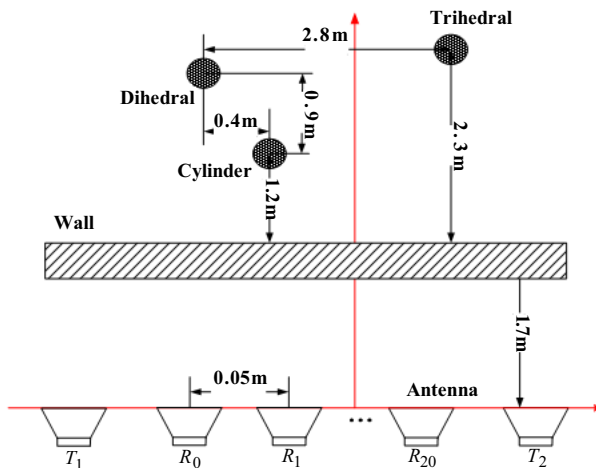 Trihedral
2.8m
Dihedral
0.9m
0.4m
2.3m
Cylinder
1.2m
Wall
1.7m
0.05m
Antenna
...
T1 R0 R1 R20 T2